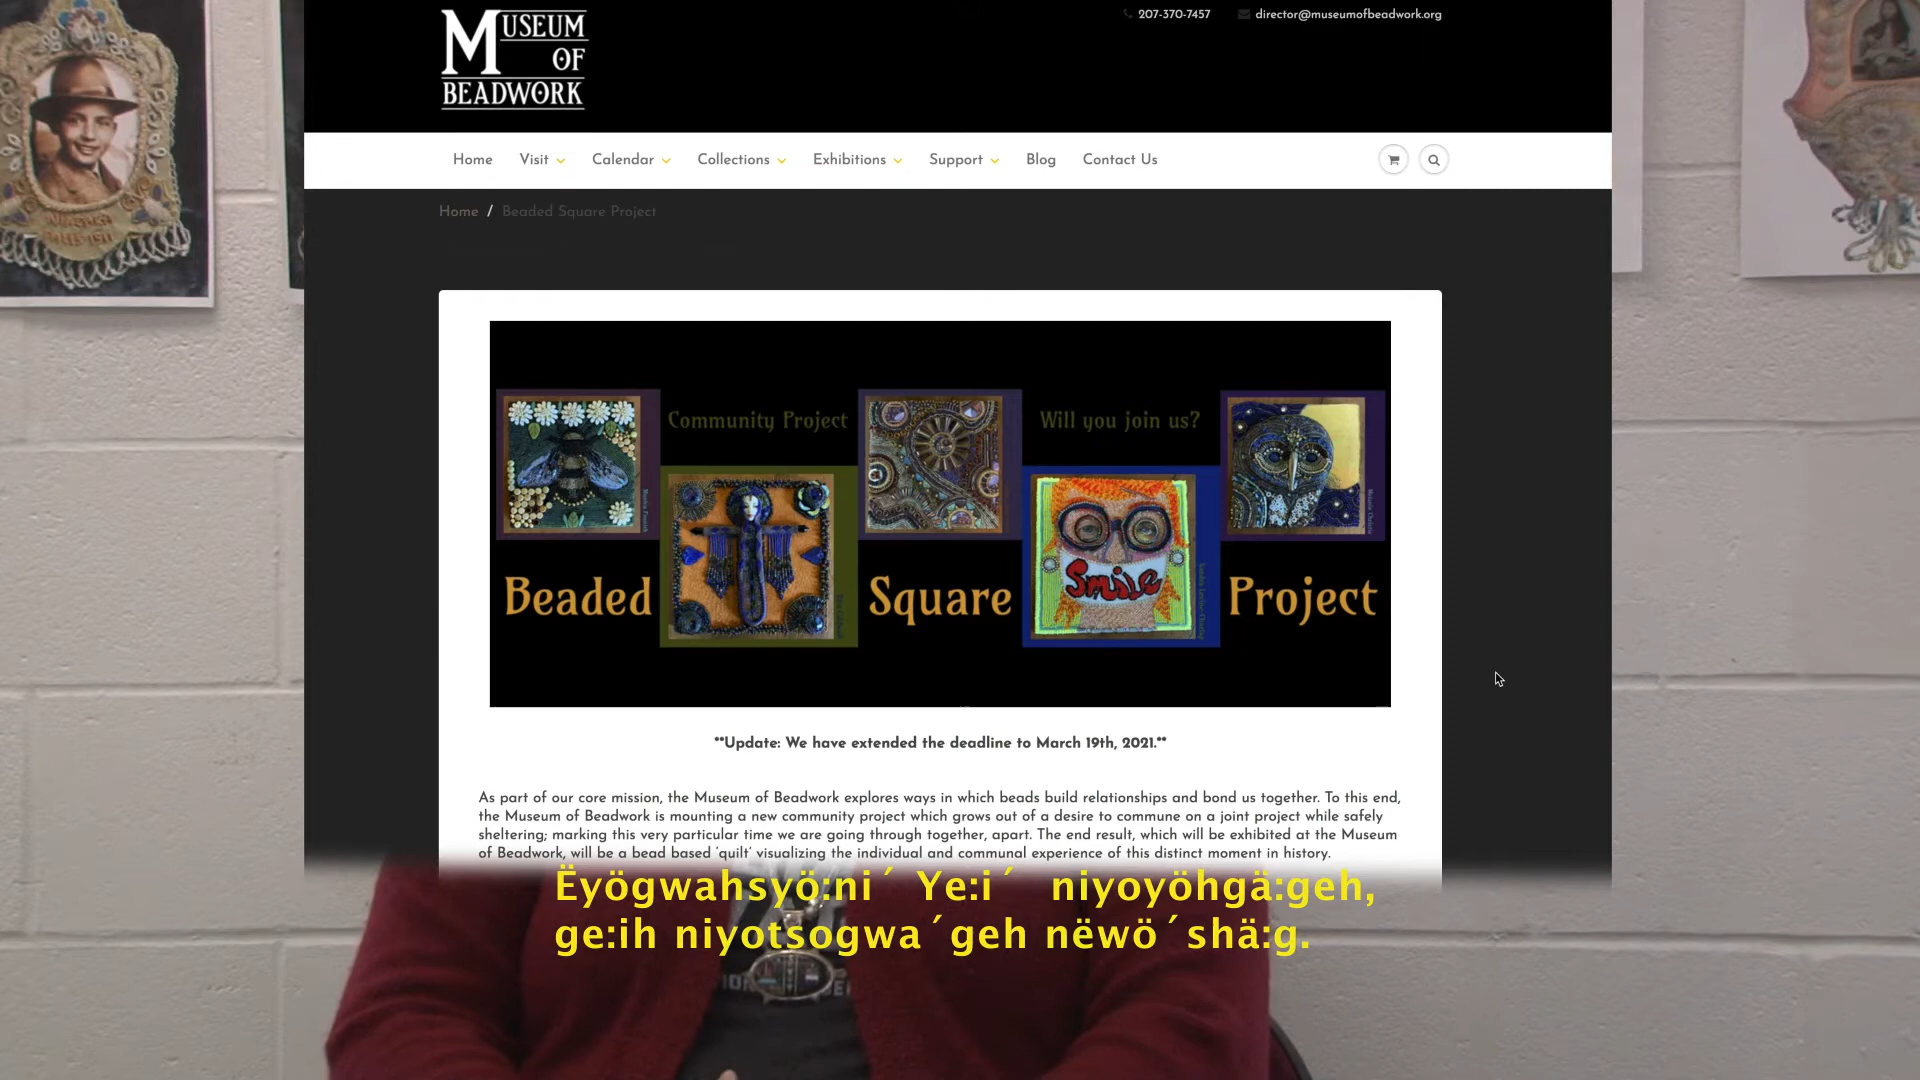 MUSEUM
OF
BEADWORK
207-370-7457
director@museumofbeadwork.org
Home Visit Calendar Collections Exhibitions Support Blog Contact Us
Home / Beaded Square Project
Community Project
Will you join us?
Smile
Beaded Square Project
**Update: We have extended the deadline to March 19th, 2021.**
As part of our core mission, the Museum of Beadwork explores ways in which beads build relationships and bond us together. To this end,
the Museum of Beadwork is mounting a new community project which grows out of a desire to commune on a joint project while safely
sheltering; marking this very particular time we are going through together, apart. The end result, which will be exhibited at the Museum
of Beadwork, will be a bead based 'quilt' visualizing the individual and communal experience of this distinct moment in history.
Ëyögwahsyö:ni´ Ye:i´ niyoyöhgä:geh,
ge:ih niyotsogwa´geh nëwö´shä:g.